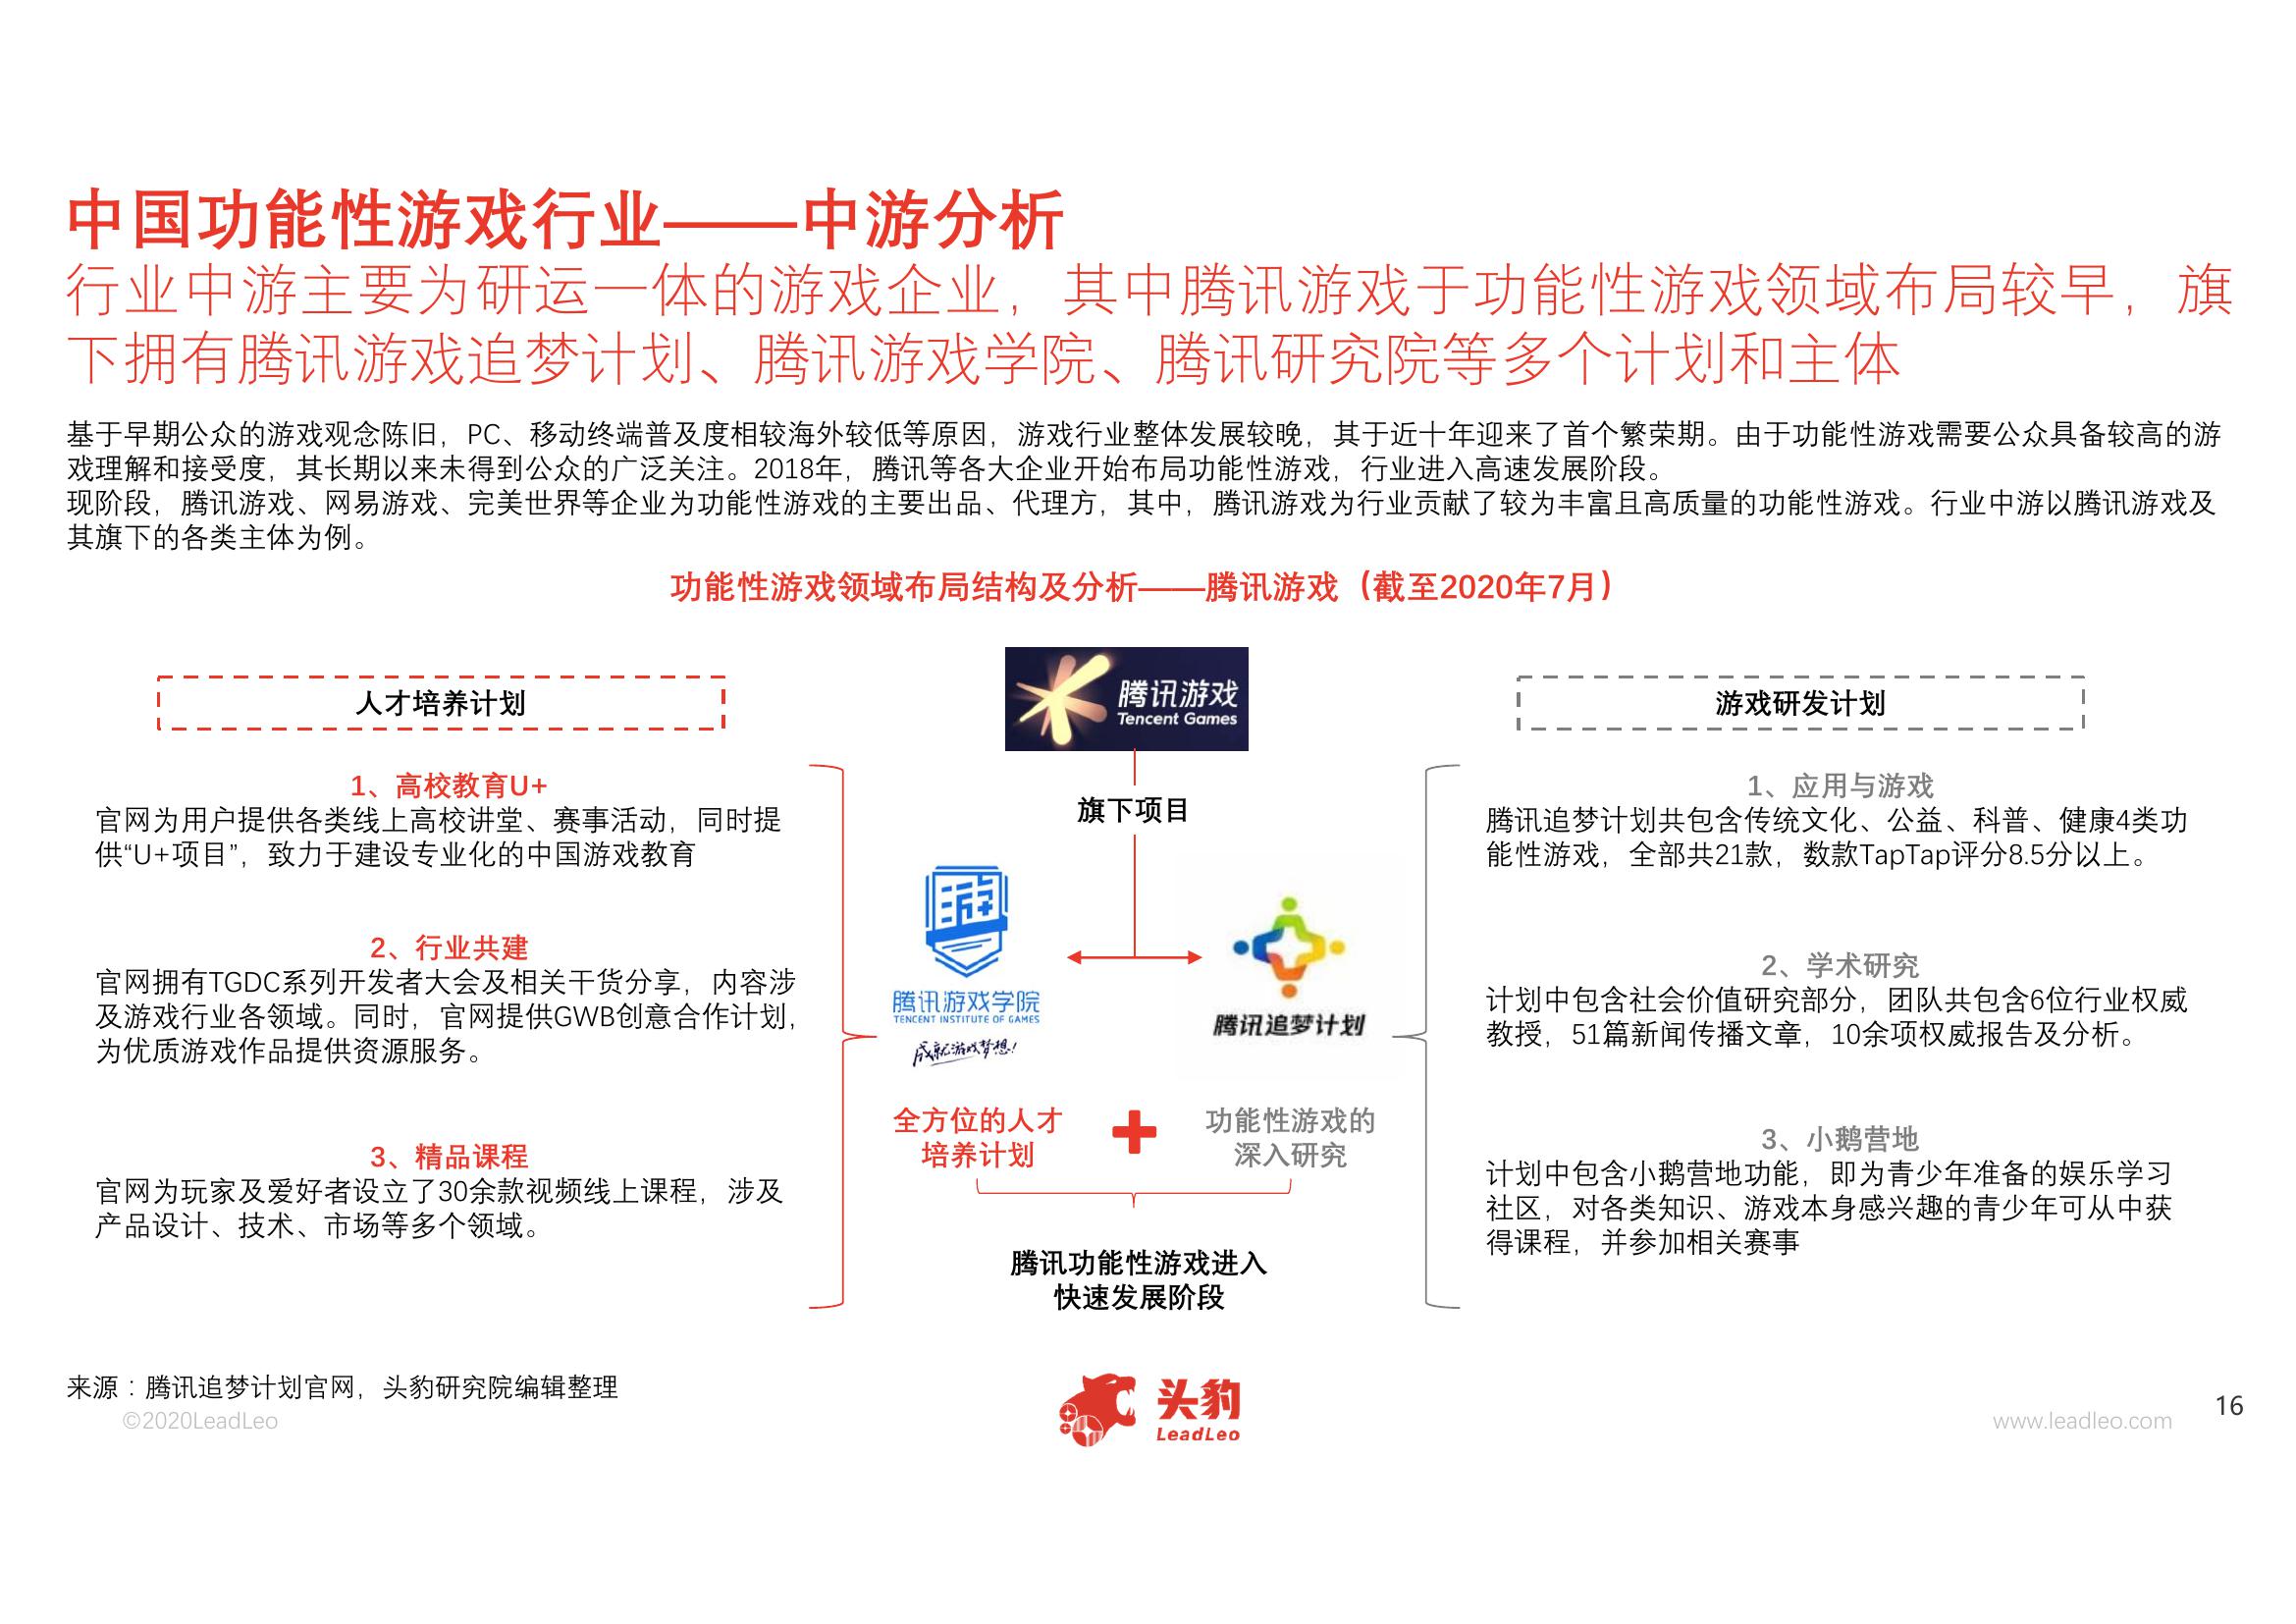 中国功能性游戏行业——中游分析
行业中游主要为研运一体的游戏企业，其中腾讯游戏于功能性游戏领域布局较早，旗
下拥有腾讯游戏追梦计划、腾讯游戏学院、腾讯研究院等多个计划和主体
基于早期公众的游戏观念陈旧，PC、移动终端普及度相较海外较低等原因，游戏行业整体发展较晚，其于近十年迎来了首个繁荣期。由于功能性游戏需要公众具备较高的游
戏理解和接受度，其长期以来未得到公众的广泛关注。2018年，腾讯等各大企业开始布局功能性游戏，行业进入高速发展阶段。
现阶段，腾讯游戏、网易游戏、完美世界等企业为功能性游戏的主要出品、代理方，其中，腾讯游戏为行业贡献了较为丰富且高质量的功能性游戏。行业中游以腾讯游戏及
其旗下的各类主体为例。
功能性游戏领域布局结构及分析——腾讯游戏（截至2020年7月）
人才培养计划
1、高校教育U+
官网为用户提供各类线上高校讲堂、赛事活动，同时提
供“U+项目”，致力于建设专业化的中国游戏教育
2、行业共建
官网拥有TGDC系列开发者大会及相关干货分享，内容涉
及游戏行业各领域。同时，官网提供GWB创意合作计划，
为优质游戏作品提供资源服务。
3、精品课程
官网为玩家及爱好者设立了30余款视频线上课程，涉及
产品设计、技术、市场等多个领域。
腾讯游戏
Tencent Games
旗下项目
游
腾讯游戏学院
TENCENT INSTITUTE OF GAMES
成就游戏梦想！
腾讯追梦计划
全方位的人才
培养计划
功能性游戏的
深入研究
腾讯功能性游戏进入
快速发展阶段
游戏研发计划
1、应用与游戏
腾讯追梦计划共包含传统文化、公益、科普、健康4类功
能性游戏，全部共21款，数款TapTap评分8.5分以上。
2、学术研究
计划中包含社会价值研究部分，团队共包含6位行业权威
教授，51篇新闻传播文章，10余项权威报告及分析。
3、小鹅营地
计划中包含小鹅营地功能，即为青少年准备的娱乐学习
社区，对各类知识、游戏本身感兴趣的青少年可从中获
得课程，并参加相关赛事
来源：腾讯追梦计划官网，头豹研究院编辑整理
©2020LeadLeo
头豹
LeadLeo
www.leadleo.com
16